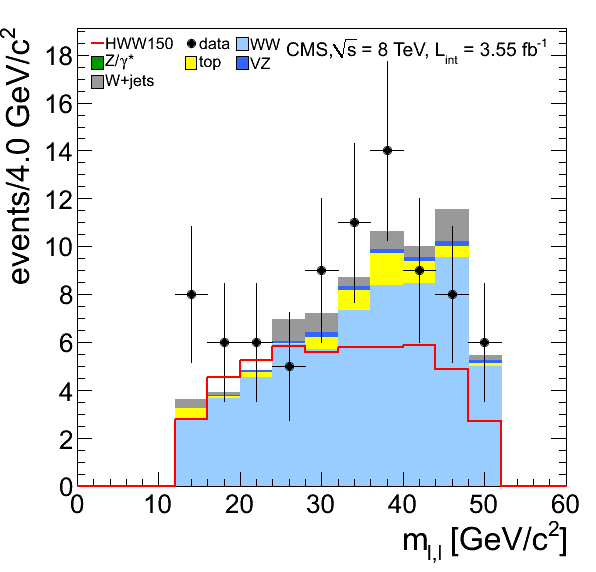 HWW150 data WW
Z/γ* top VZ
W+jets
CMS,√s = 8 TeV, L_int = 3.55 fb⁻¹
events/4.0 GeV/c²
18
16
14
12
10
8
6
4
2
0
0 10 20 30 40 50 60
m_l,l [GeV/c²]